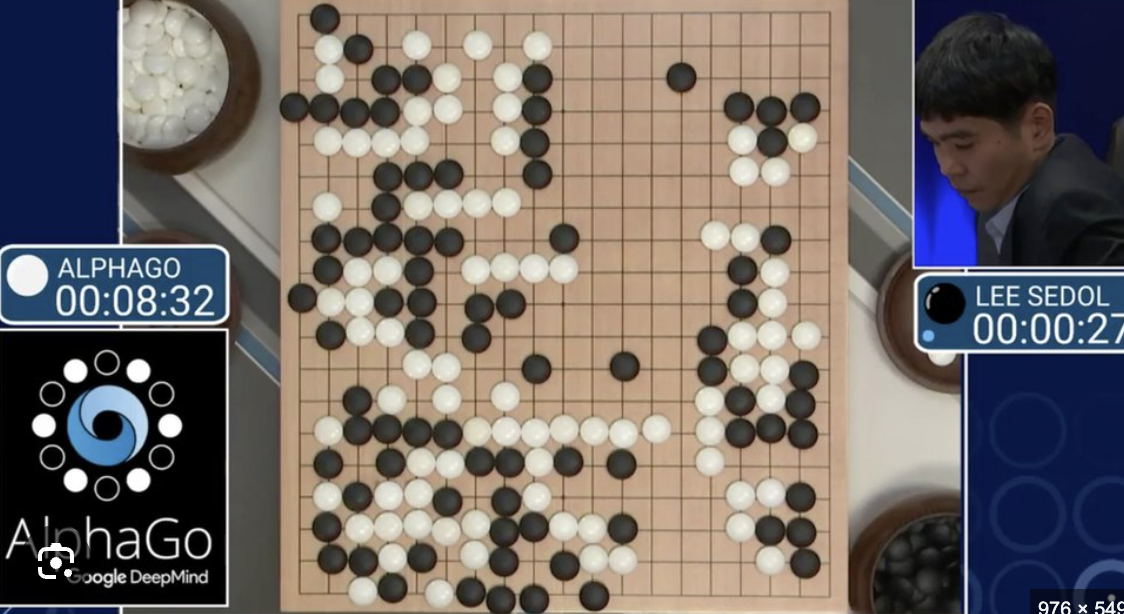 ALPHAGO
00:08:32
LEE SEDOL
00:00:27
AlphaGo
Google DeepMind
976 × 549